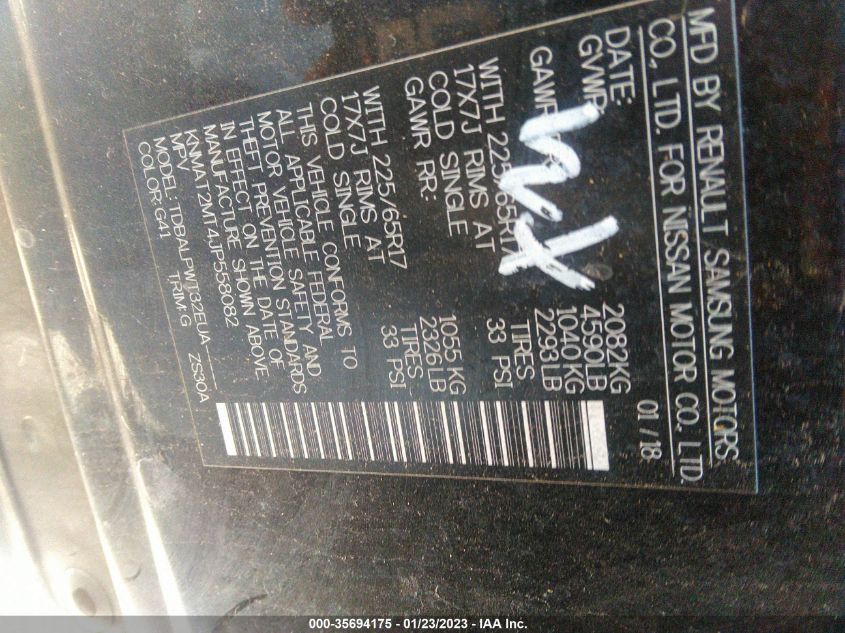 MFD BY RENAULT SAMSUNG MOTORS
CO., LTD. FOR NISSAN MOTOR CO., LTD.
DATE: 01/18
GVWR 2082KG
4590LB
GAWR 1040KG
2293LB
WITH 225/65R17 TIRES
17X7J RIMS AT 33 PSI
COLD SINGLE
GAWR RR: 1055 KG
2326LB
WITH 225/65R17 TIRES
17X7J RIMS AT 33 PSI
COLD SINGLE
THIS VEHICLE CONFORMS TO
ALL APPLICABLE FEDERAL
MOTOR VEHICLE SAFETY AND
THEFT PREVENTION STANDARDS
IN EFFECT ON THE DATE OF
MANUFACTURE SHOWN ABOVE.
KNMAT2MT4JP558082
MPV
MODEL: TDBALPWT32EUA
COLOR:G41 TRIM:G ZS30A
000-35694175 - 01/23/2023 - IAA Inc.